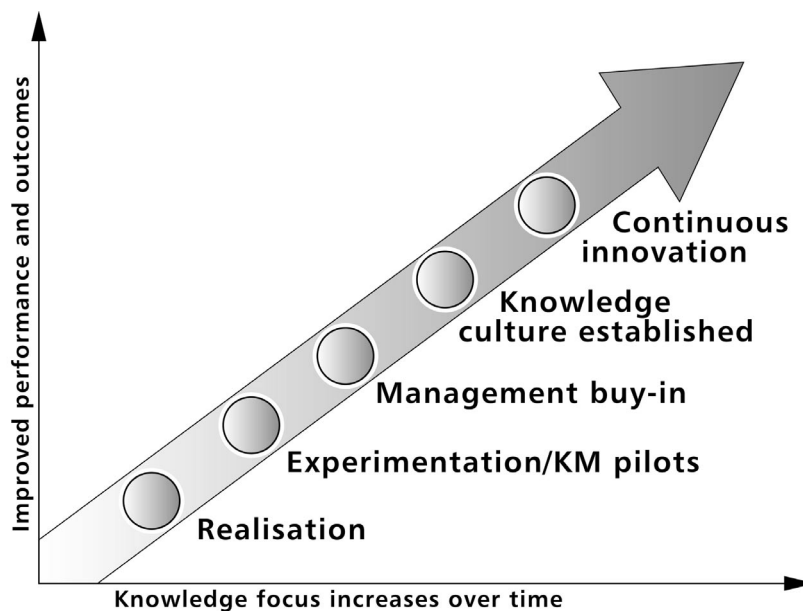 Improved performance and outcomes
Continuous
innovation
Knowledge
culture established
Management buy-in
Experimentation/KM pilots
Realisation
Knowledge focus increases over time